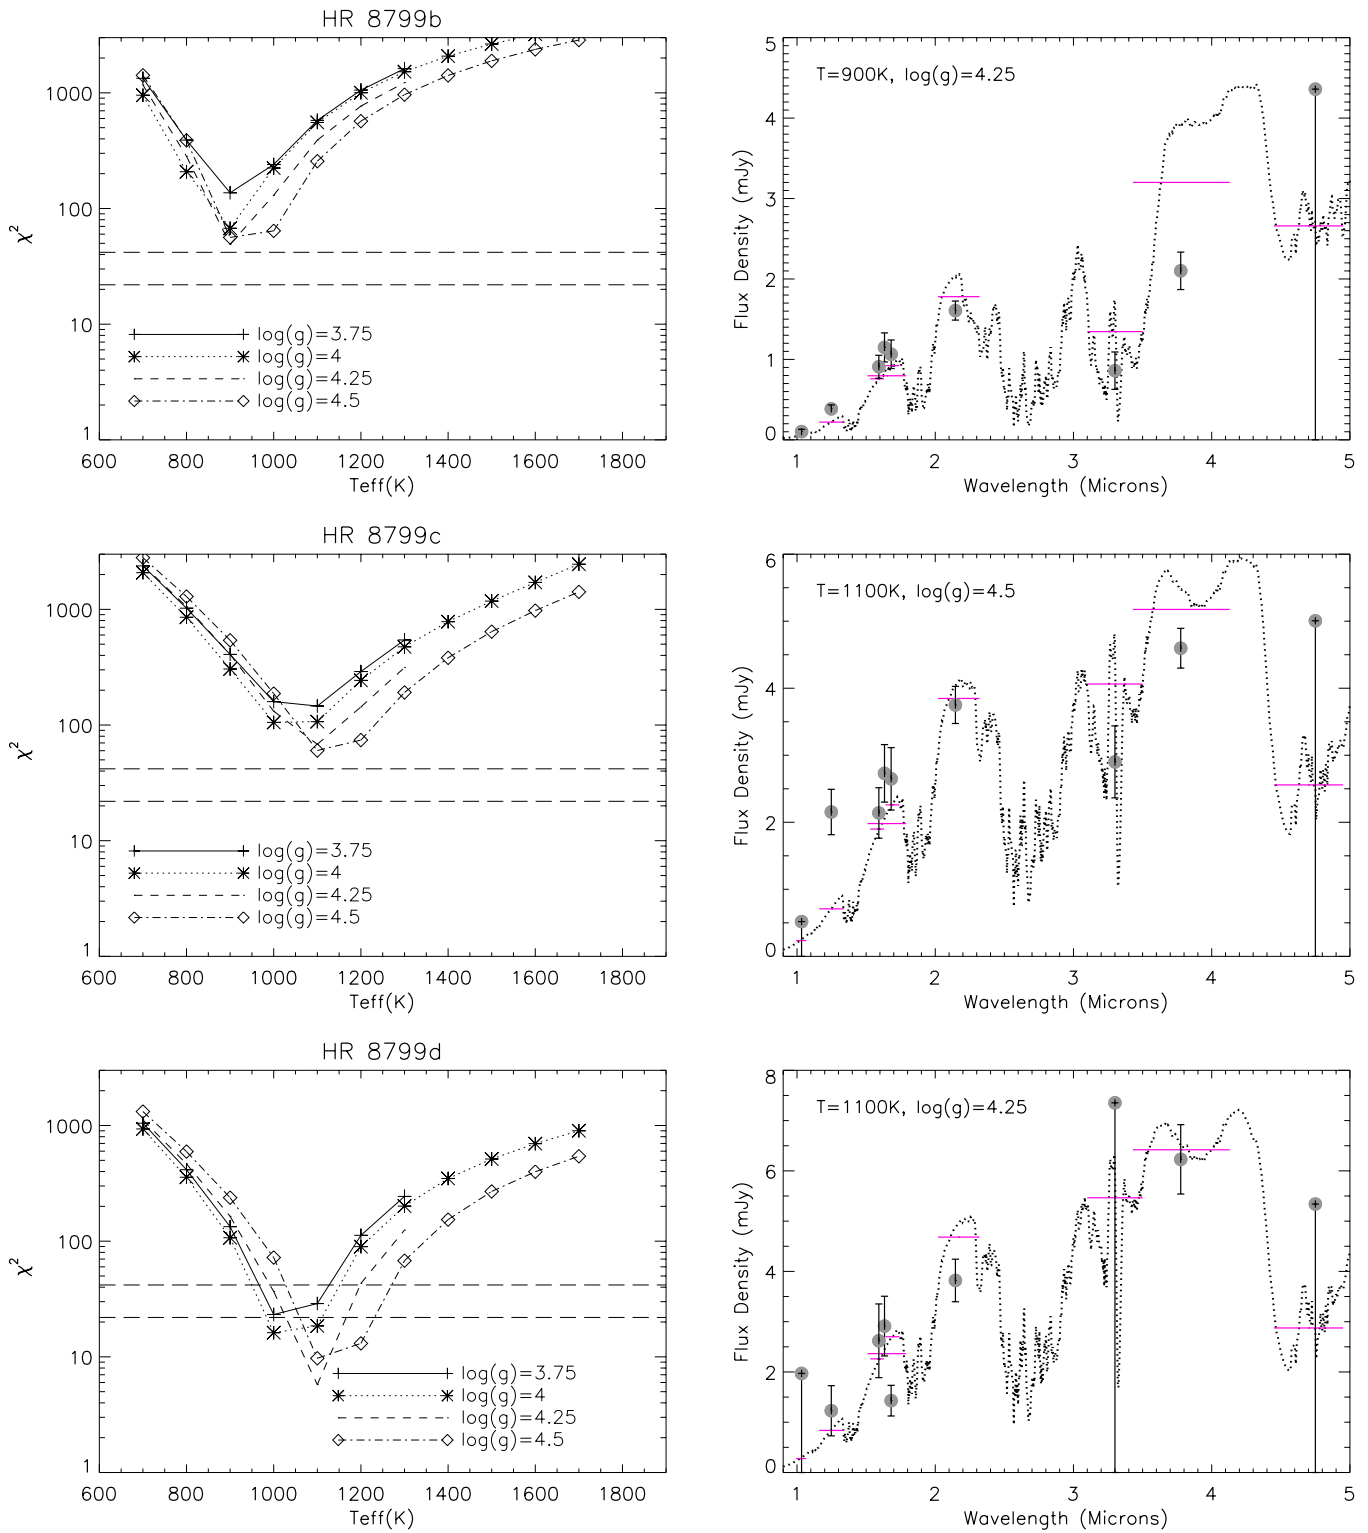 HR 8799b
1000
100
10
1
χ²
log(g)=3.75
log(g)=4
log(g)=4.25
log(g)=4.5
600 800 1000 1200 1400 1600 1800
Teff(K)
T=900K, log(g)=4.25
5
4
3
2
1
0
Flux Density (mJy)
1 2 3 4 5
Wavelength (Microns)
HR 8799c
1000
100
10
1
χ²
log(g)=3.75
log(g)=4
log(g)=4.25
log(g)=4.5
600 800 1000 1200 1400 1600 1800
Teff(K)
T=1100K, log(g)=4.5
6
4
2
0
Flux Density (mJy)
1 2 3 4 5
Wavelength (Microns)
HR 8799d
1000
100
10
1
χ²
log(g)=3.75
log(g)=4
log(g)=4.25
log(g)=4.5
600 800 1000 1200 1400 1600 1800
Teff(K)
T=1100K, log(g)=4.25
8
6
4
2
0
Flux Density (mJy)
1 2 3 4 5
Wavelength (Microns)